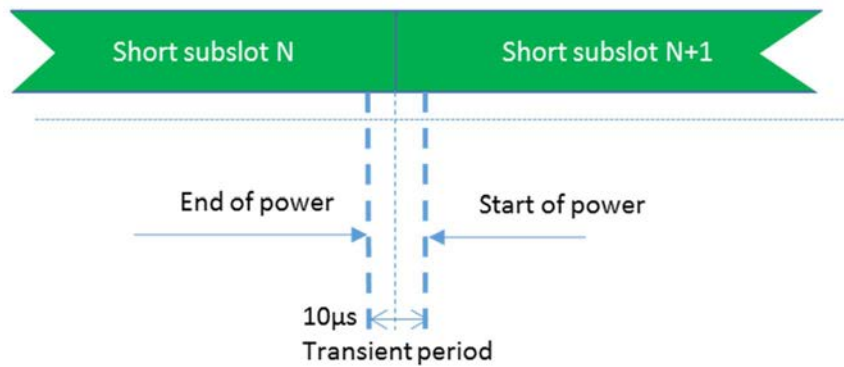 Short subslot N
Short subslot N+1
End of power
Start of power
10µs
Transient period